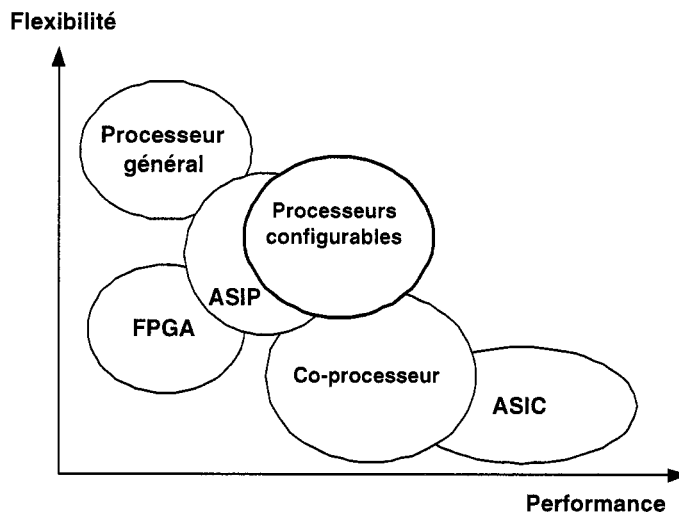 Flexibilité
Processeur
général
Processeurs
configurables
ASIP
FPGA
Co-processeur
ASIC
Performance